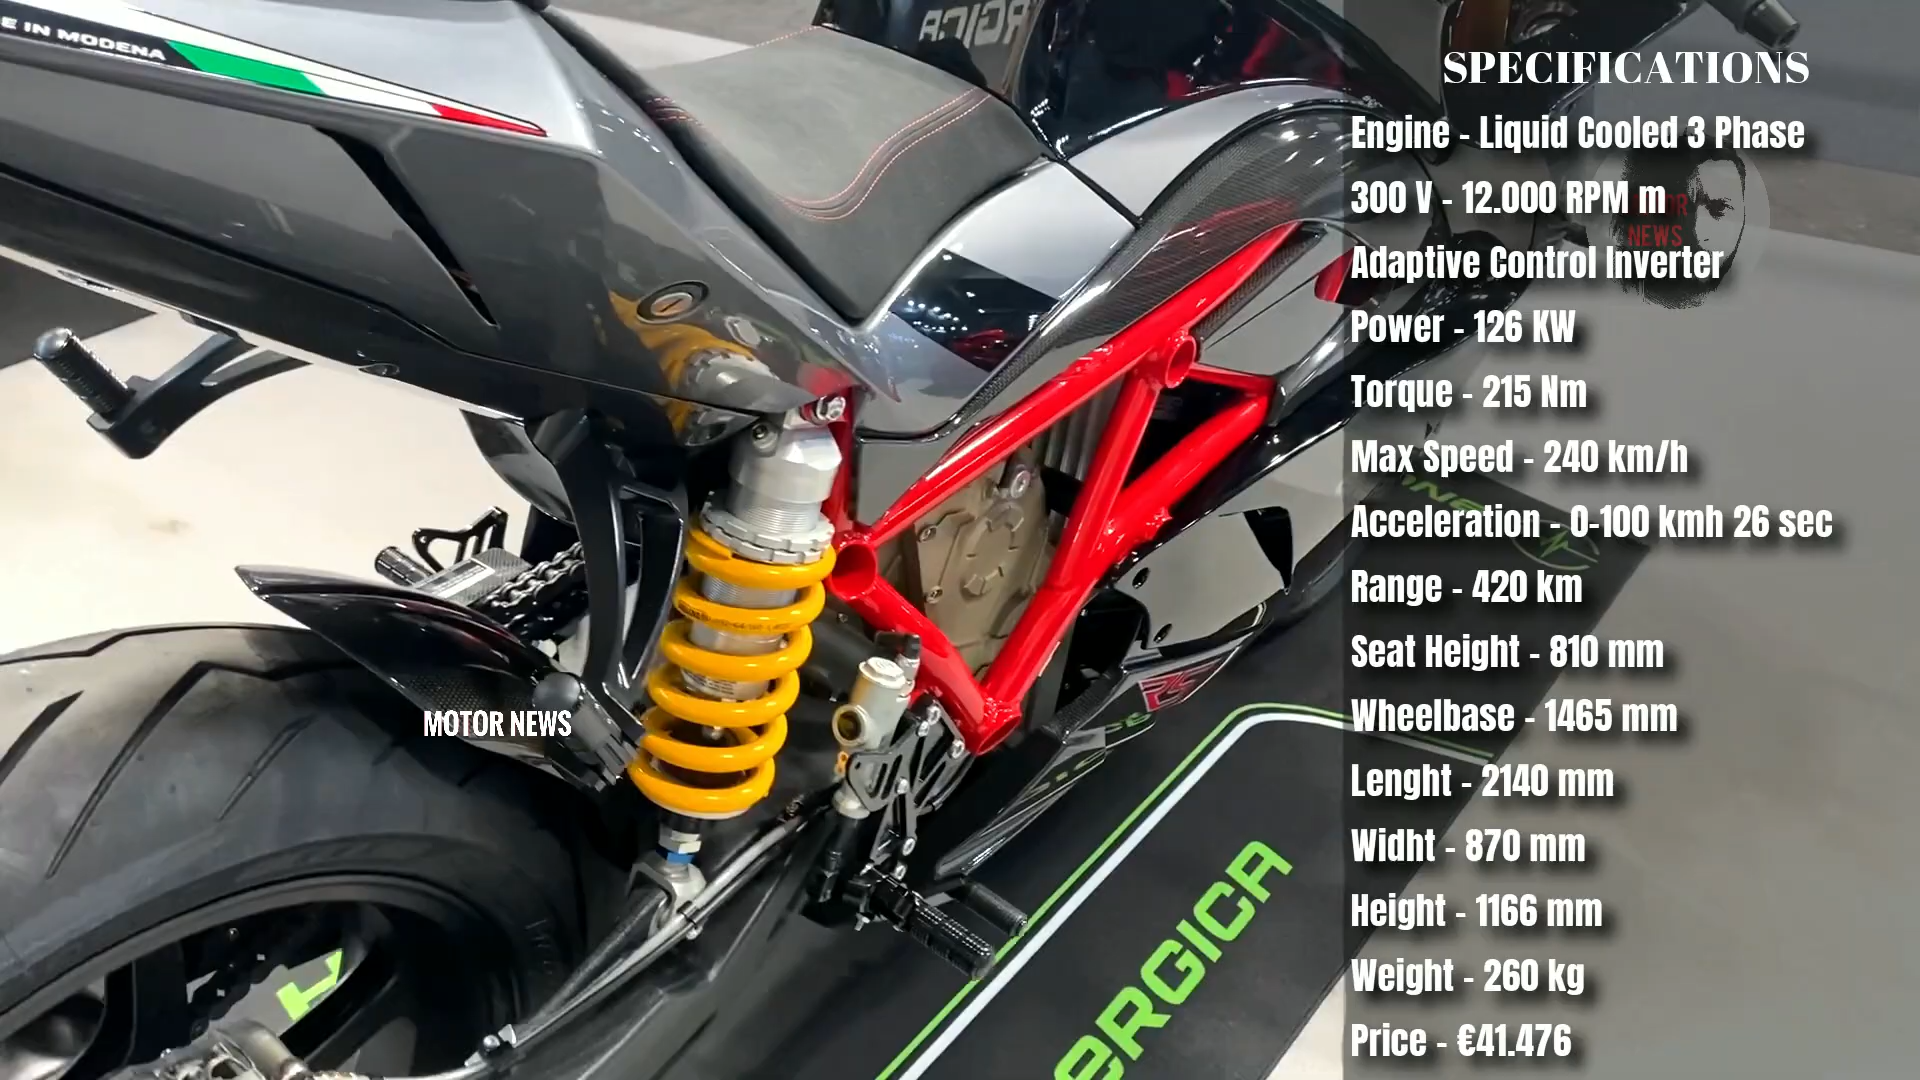 E IN MODENA
RGICA
SPECIFICATIONS
Engine - Liquid Cooled 3 Phase
300 V - 12.000 RPM m
Adaptive Control Inverter
Power - 126 KW
Torque - 215 Nm
Max Speed - 240 km/h
Acceleration - 0-100 kmh 26 sec
Range - 420 km
Seat Height - 810 mm
Wheelbase - 1465 mm
Lenght - 2140 mm
Widht - 870 mm
Height - 1166 mm
Weight - 260 kg
Price - €41.476
NEWS
MOTOR NEWS
RS
ERGICA